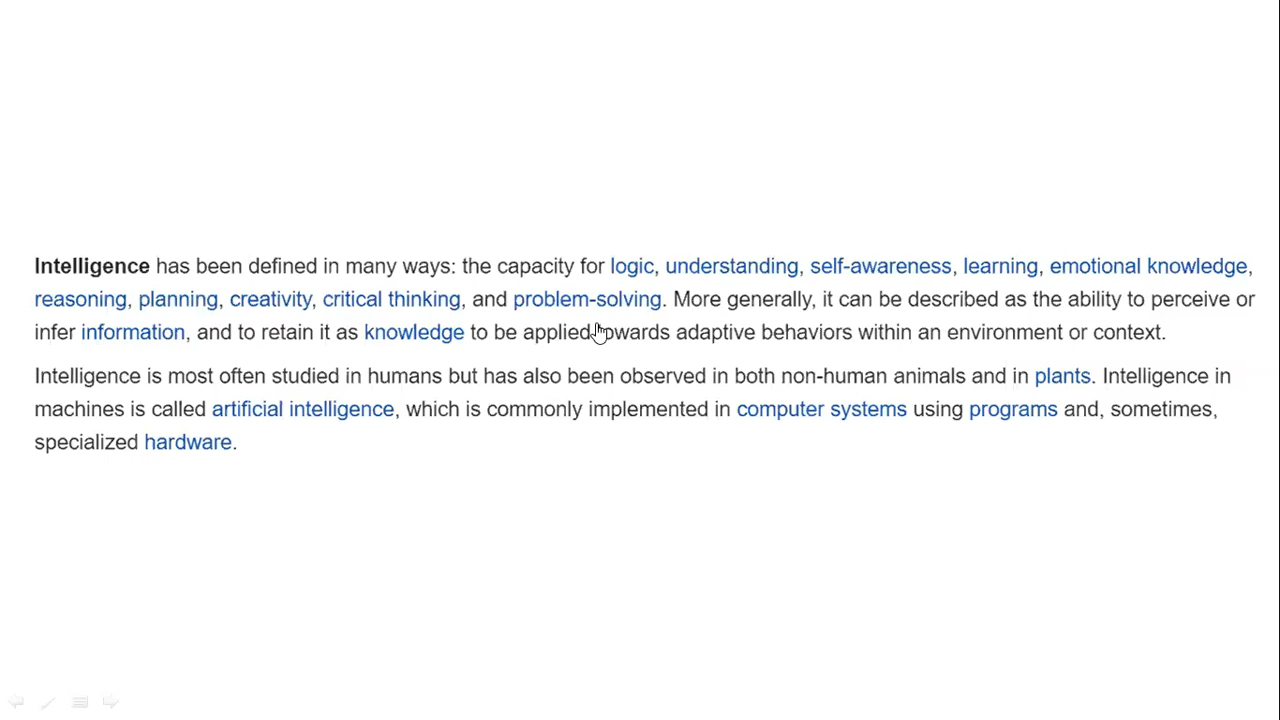 Intelligence has been defined in many ways: the capacity for logic, understanding, self-awareness, learning, emotional knowledge,
reasoning, planning, creativity, critical thinking, and problem-solving. More generally, it can be described as the ability to perceive or
infer information, and to retain it as knowledge to be applied towards adaptive behaviors within an environment or context.
Intelligence is most often studied in humans but has also been observed in both non-human animals and in plants. Intelligence in
machines is called artificial intelligence, which is commonly implemented in computer systems using programs and, sometimes,
specialized hardware.